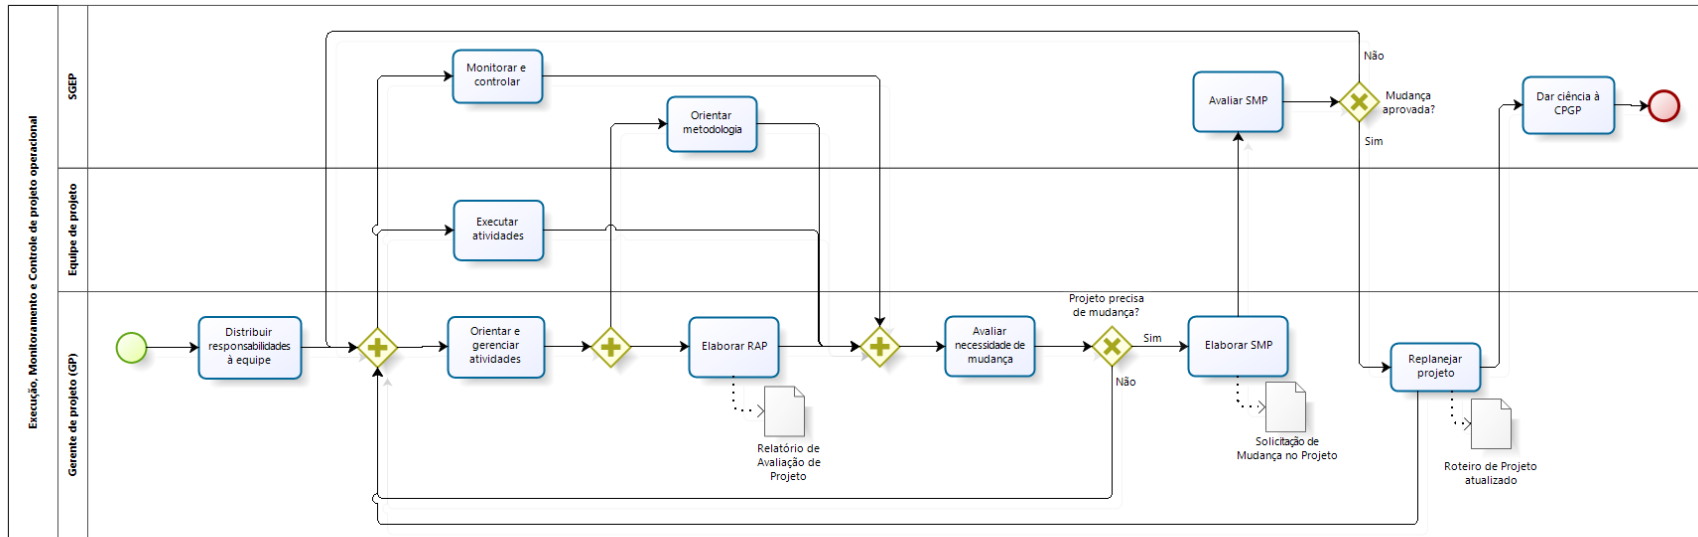 Execução, Monitoramento e Controle de projeto operacional
SGEP
Equipe de projeto
Gerente de projeto (GP)
Monitorar e
controlar
Orientar
metodologia
Avaliar SMP
Não
Mudança
aprovada?
Sim
Dar ciência à
CPGP
Executar
atividades
Distribuir
responsabilidades
à equipe
Orientar e
gerenciar
atividades
Elaborar RAP
Relatório de
Avaliação de
Projeto
Avaliar
necessidade de
mudança
Projeto precisa
de mudança?
Sim
Não
Elaborar SMP
Solicitação de
Mudança no Projeto
Replanejar
projeto
Roteiro de Projeto
atualizado